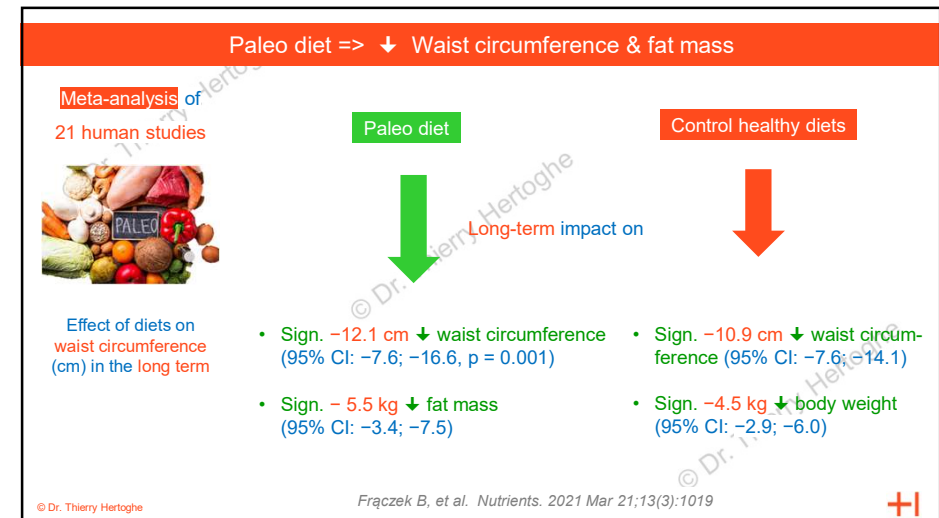 Paleo diet => ↓ Waist circumference & fat mass
Meta-analysis of
21 human studies
PALEO
Effect of diets on
waist circumference
(cm) in the long term
Paleo diet
Control healthy diets
Long-term impact on
• Sign. −12.1 cm ↓ waist circumference
(95% CI: −7.6; −16.6, p = 0.001)
• Sign. − 5.5 kg ↓ fat mass
(95% CI: −3.4; −7.5)
• Sign. −10.9 cm ↓ waist circum-
ference (95% CI: −7.6; −14.1)
• Sign. −4.5 kg ↓ body weight
(95% CI: −2.9; −6.0)
© Dr. Thierry Hertoghe
© Dr. Thierry Hertoghe
© Dr. Thierry Hertoghe
© Dr. Thierry Hertoghe
Frączek B, et al. Nutrients. 2021 Mar 21;13(3):1019